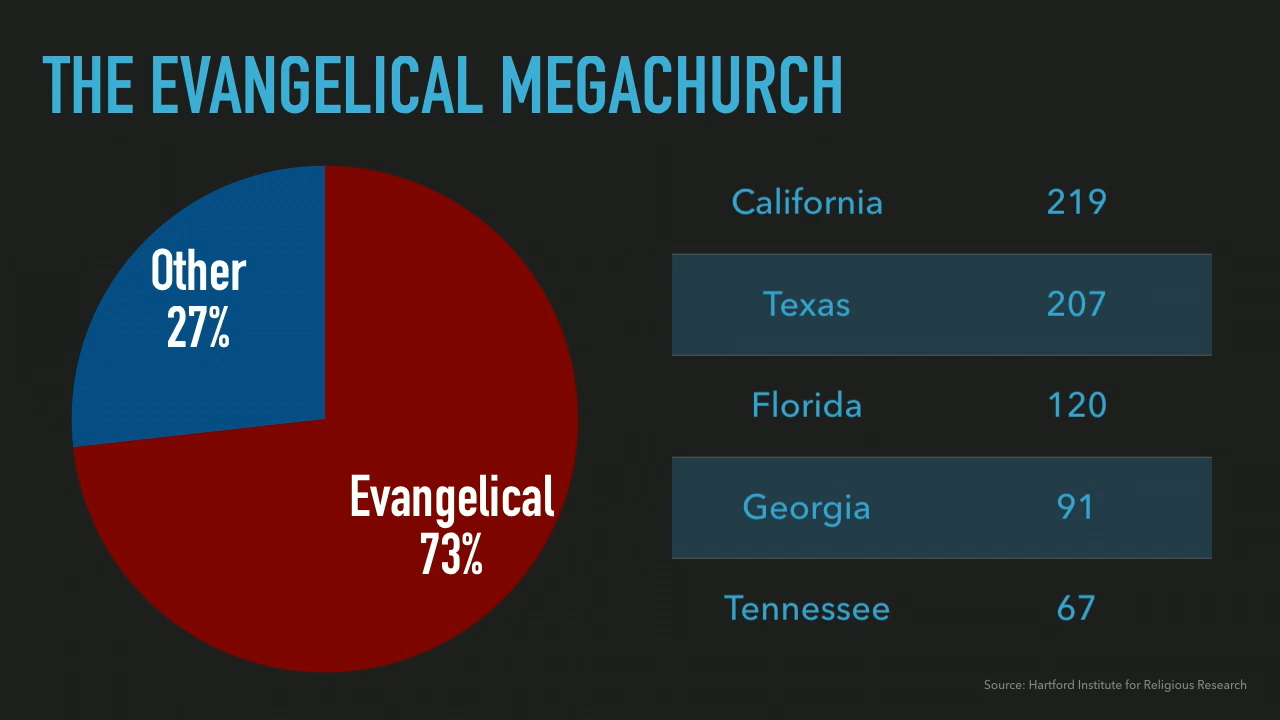 THE EVANGELICAL MEGACHURCH
Other
27%
Evangelical
73%
California 219
Texas 207
Florida 120
Georgia 91
Tennessee 67
Source: Hartford Institute for Religious Research